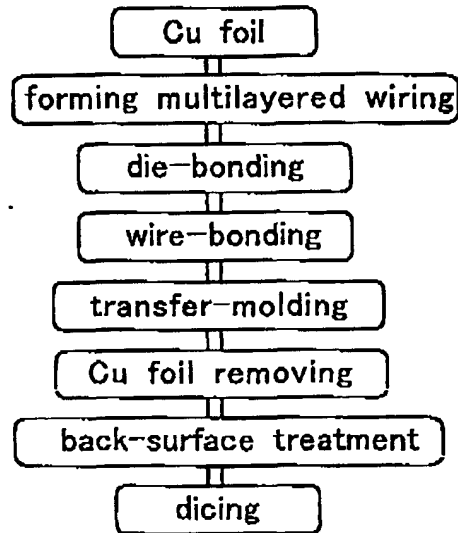 Cu foil
forming multilayered wiring
die-bonding
wire-bonding
transfer-molding
Cu foil removing
back-surface treatment
dicing